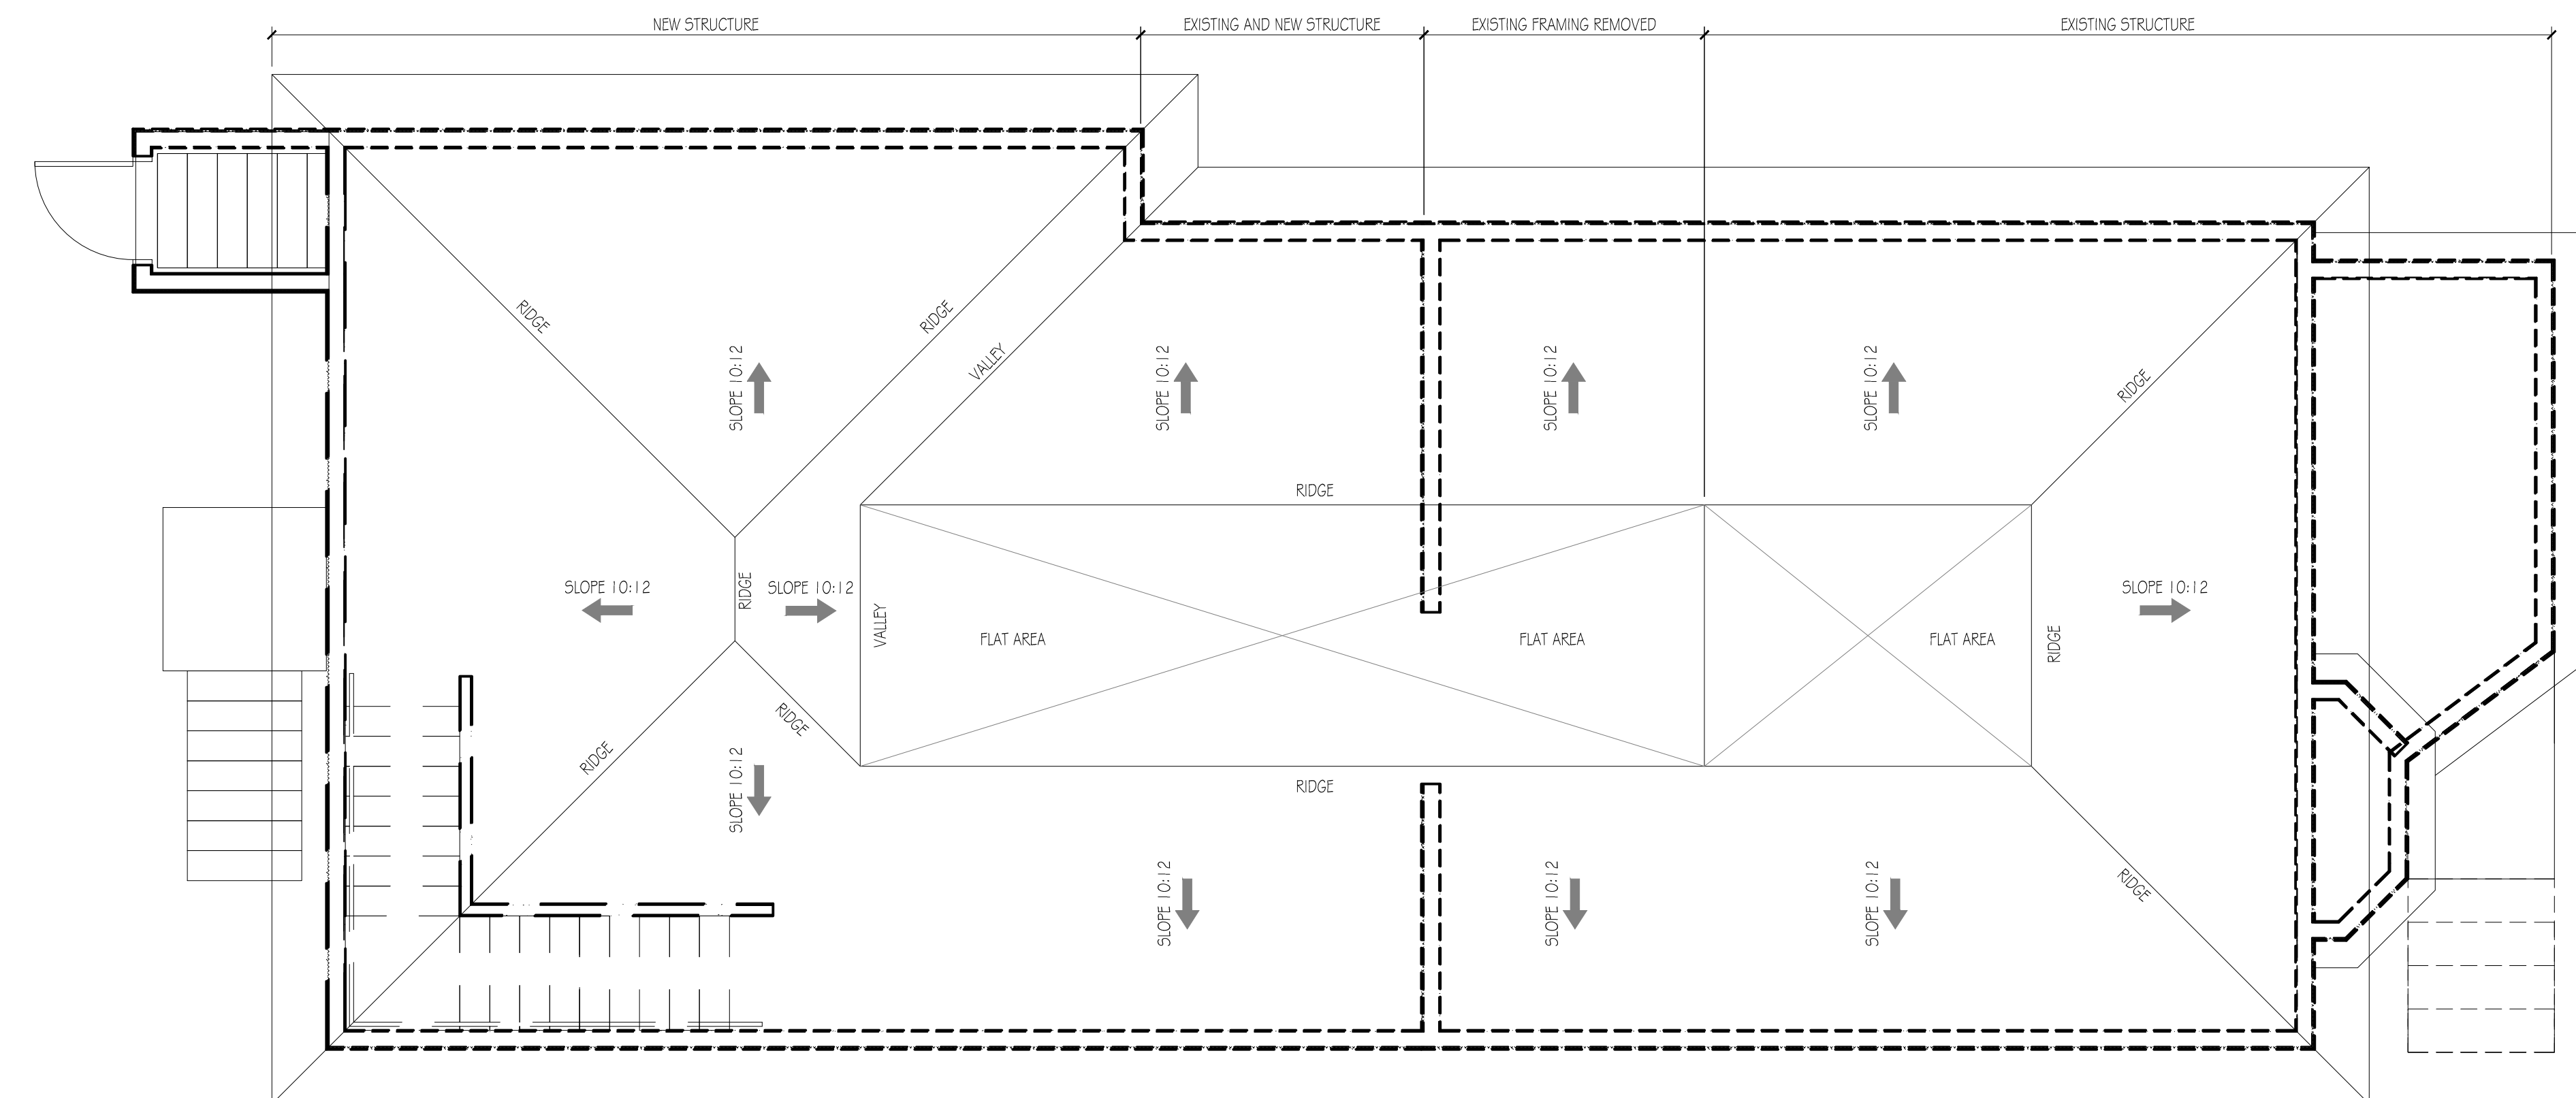 NEW STRUCTURE
EXISTING AND NEW STRUCTURE
EXISTING FRAMING REMOVED
EXISTING STRUCTURE
RIDGE
RIDGE
VALLEY
SLOPE 10:12
SLOPE 10:12
SLOPE 10:12
SLOPE 10:12
RIDGE
RIDGE
SLOPE 10:12
RIDGE
SLOPE 10:12
SLOPE 10:12
VALLEY
FLAT AREA
FLAT AREA
FLAT AREA
RIDGE
RIDGE
RIDGE
SLOPE 10:12
RIDGE
SLOPE 10:12
SLOPE 10:12
SLOPE 10:12
RIDGE